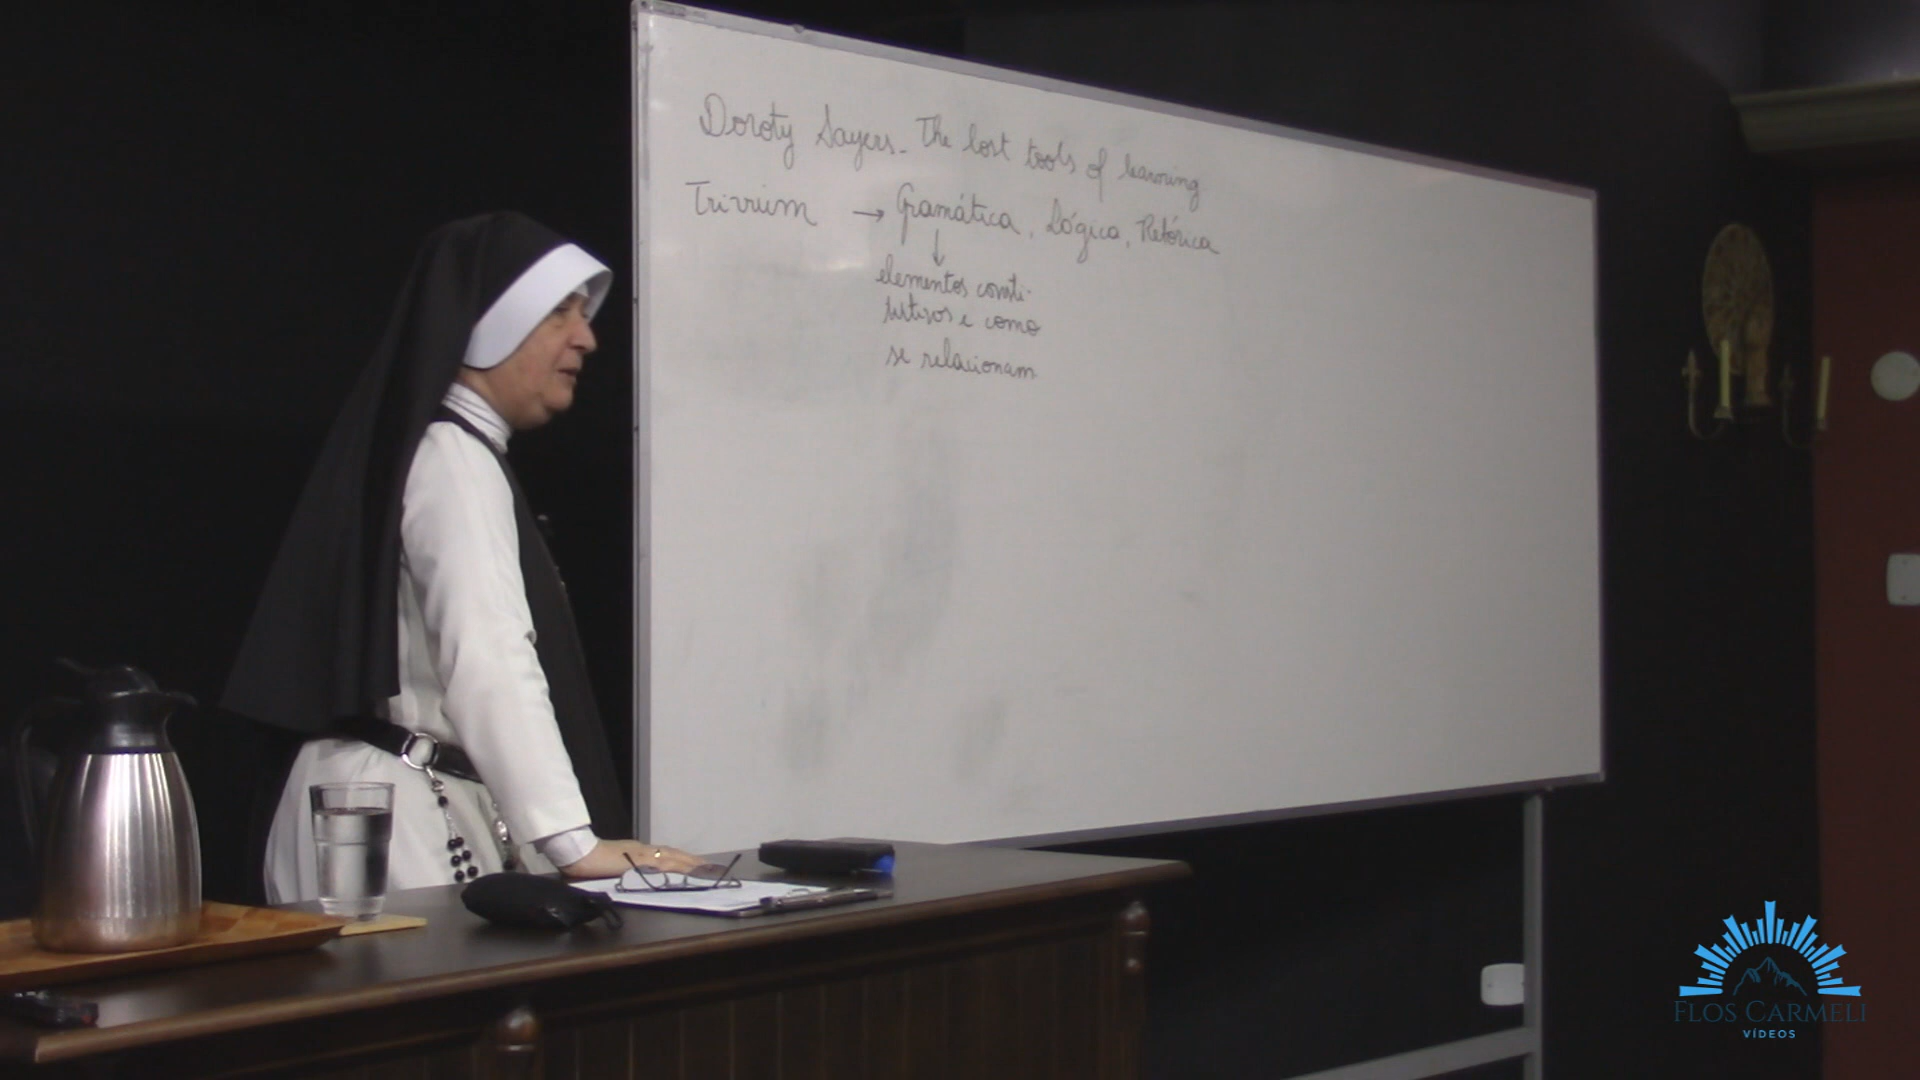 Doroty Sayers - The lost tools of learning
Trivium → Gramática, Lógica, Retórica
↓
elementos consti-
tutivos e como
se relacionam
FLOS CARMELI
VÍDEOS